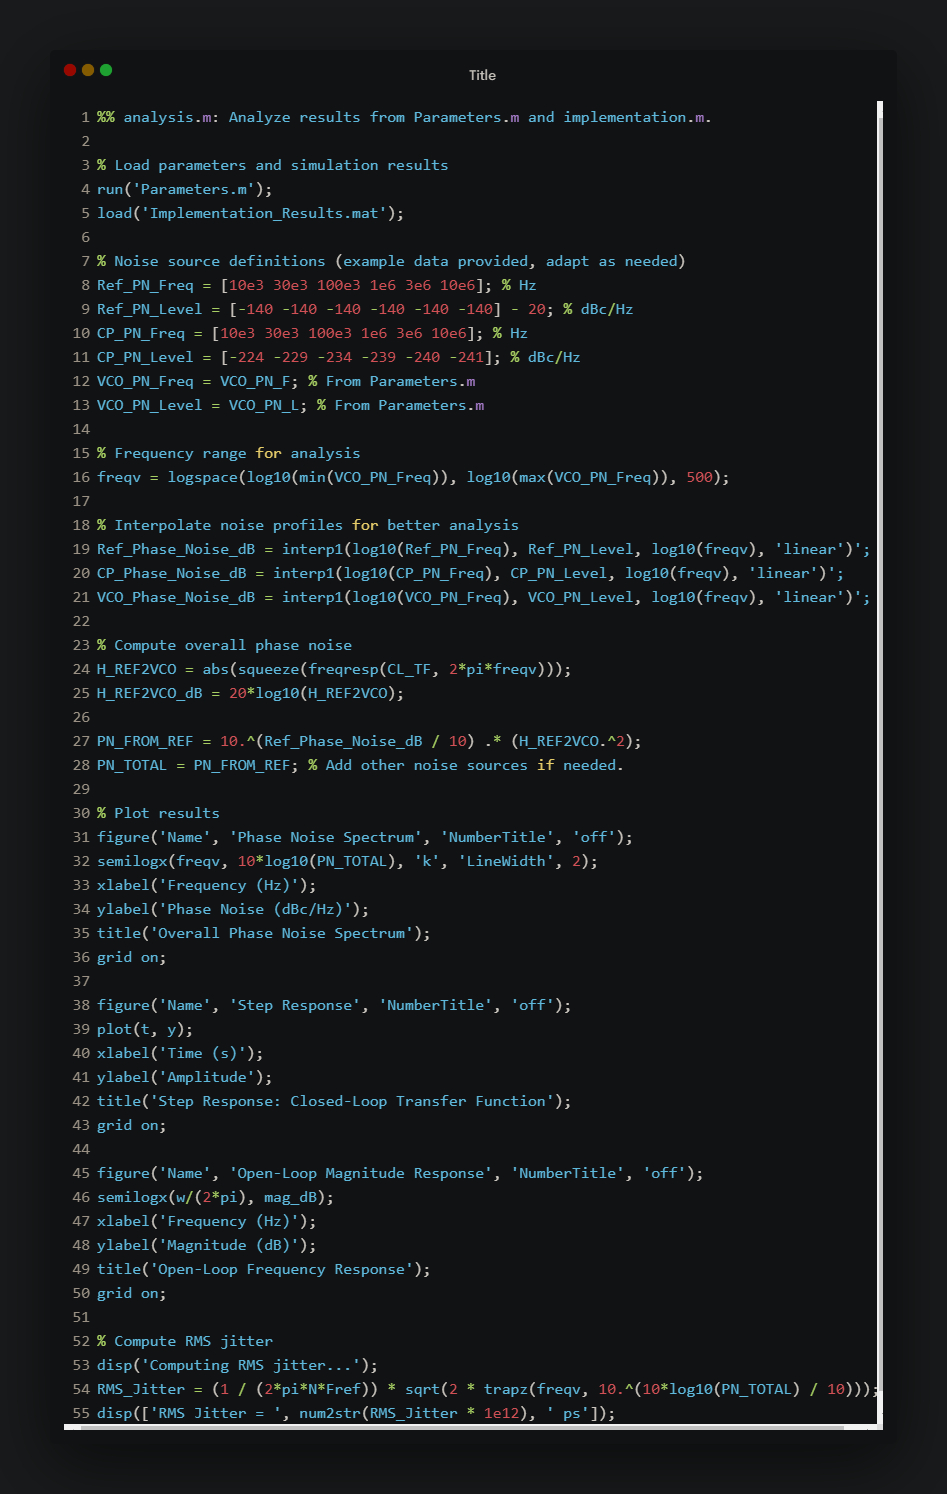 Title
1 %% analysis.m: Analyze results from Parameters.m and implementation.m.
2
3 % Load parameters and simulation results
4 run('Parameters.m');
5 load('Implementation_Results.mat');
6
7 % Noise source definitions (example data provided, adapt as needed)
8 Ref_PN_Freq = [10e3 30e3 100e3 1e6 3e6 10e6]; % Hz
9 Ref_PN_Level = [-140 -140 -140 -140 -140 -140] - 20; % dBc/Hz
10 CP_PN_Freq = [10e3 30e3 100e3 1e6 3e6 10e6]; % Hz
11 CP_PN_Level = [-224 -229 -234 -239 -240 -241]; % dBc/Hz
12 VCO_PN_Freq = VCO_PN_F; % From Parameters.m
13 VCO_PN_Level = VCO_PN_L; % From Parameters.m
14
15 % Frequency range for analysis
16 freqv = logspace(log10(min(VCO_PN_Freq)), log10(max(VCO_PN_Freq)), 500);
17
18 % Interpolate noise profiles for better analysis
19 Ref_Phase_Noise_dB = interp1(log10(Ref_PN_Freq), Ref_PN_Level, log10(freqv), 'linear')';
20 CP_Phase_Noise_dB = interp1(log10(CP_PN_Freq), CP_PN_Level, log10(freqv), 'linear')';
21 VCO_Phase_Noise_dB = interp1(log10(VCO_PN_Freq), VCO_PN_Level, log10(freqv), 'linear')';
22
23 % Compute overall phase noise
24 H_REF2VCO = abs(squeeze(freqresp(CL_TF, 2*pi*freqv)));
25 H_REF2VCO_dB = 20*log10(H_REF2VCO);
26
27 PN_FROM_REF = 10.^(Ref_Phase_Noise_dB / 10) .* (H_REF2VCO.^2);
28 PN_TOTAL = PN_FROM_REF; % Add other noise sources if needed.
29
30 % Plot results
31 figure('Name', 'Phase Noise Spectrum', 'NumberTitle', 'off');
32 semilogx(freqv, 10*log10(PN_TOTAL), 'k', 'LineWidth', 2);
33 xlabel('Frequency (Hz)');
34 ylabel('Phase Noise (dBc/Hz)');
35 title('Overall Phase Noise Spectrum');
36 grid on;
37
38 figure('Name', 'Step Response', 'NumberTitle', 'off');
39 plot(t, y);
40 xlabel('Time (s)');
41 ylabel('Amplitude');
42 title('Step Response: Closed-Loop Transfer Function');
43 grid on;
44
45 figure('Name', 'Open-Loop Magnitude Response', 'NumberTitle', 'off');
46 semilogx(w/(2*pi), mag_dB);
47 xlabel('Frequency (Hz)');
48 ylabel('Magnitude (dB)');
49 title('Open-Loop Frequency Response');
50 grid on;
51
52 % Compute RMS jitter
53 disp('Computing RMS jitter...');
54 RMS_Jitter = (1 / (2*pi*N*Fref)) * sqrt(2 * trapz(freqv, 10.^(10*log10(PN_TOTAL) / 10)));
55 disp(['RMS Jitter = ', num2str(RMS_Jitter * 1e12), ' ps']);